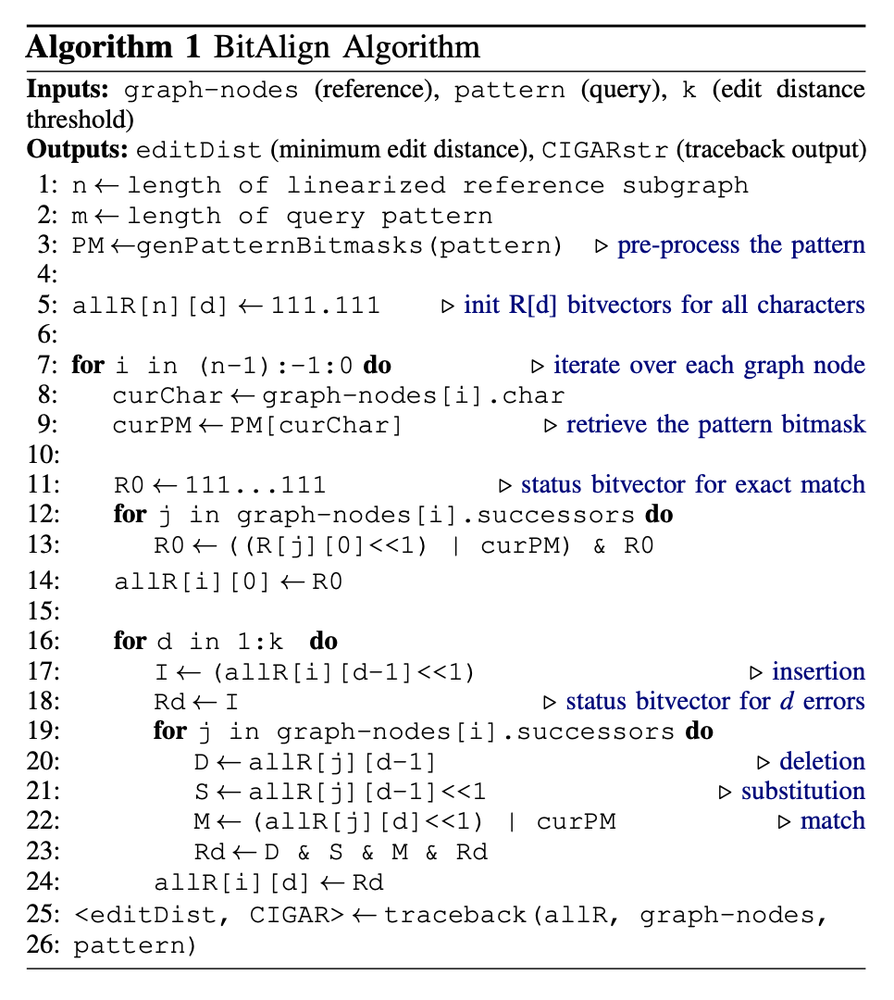 Algorithm 1 BitAlign Algorithm
Inputs: graph-nodes (reference), pattern (query), k (edit distance
threshold)
Outputs: editDist (minimum edit distance), CIGARstr (traceback output)
1: n ← length of linearized reference subgraph
2: m ← length of query pattern
3: PM ←genPatternBitmasks(pattern) ▷ pre-process the pattern
4:
5: allR[n][d] ← 111.111 ▷ init R[d] bitvectors for all characters
6:
7: for i in (n-1):-1:0 do ▷ iterate over each graph node
8: curChar ← graph-nodes[i].char
9: curPM ← PM[curChar] ▷ retrieve the pattern bitmask
10:
11: R0 ← 111...111 ▷ status bitvector for exact match
12: for j in graph-nodes[i].successors do
13: R0 ← ((R[j][0]<<1) | curPM) & R0
14: allR[i][0] ← R0
15:
16: for d in 1:k do
17: I ← (allR[i][d-1]<<1) ▷ insertion
18: Rd ← I ▷ status bitvector for d errors
19: for j in graph-nodes[i].successors do
20: D ← allR[j][d-1] ▷ deletion
21: S ← allR[j][d-1]<<1 ▷ substitution
22: M ← (allR[j][d]<<1) | curPM ▷ match
23: Rd ← D & S & M & Rd
24: allR[i][d] ← Rd
25: <editDist, CIGAR> ← traceback(allR, graph-nodes,
26: pattern)